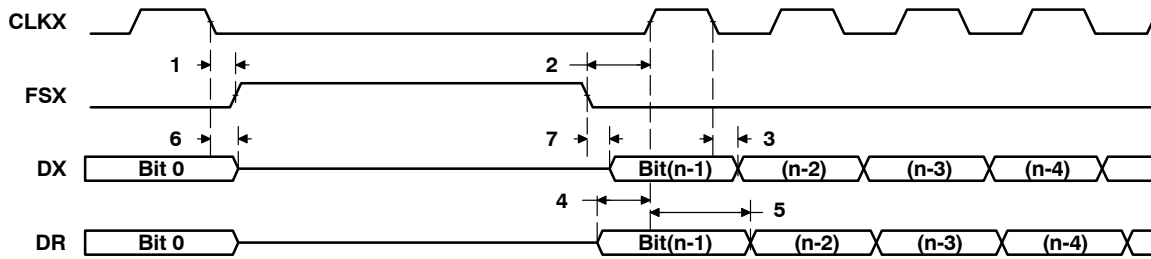 CLKX
1 2
FSX
6 7 3
DX Bit 0 Bit(n-1) (n-2) (n-3) (n-4)
4 5
DR Bit 0 Bit(n-1) (n-2) (n-3) (n-4)